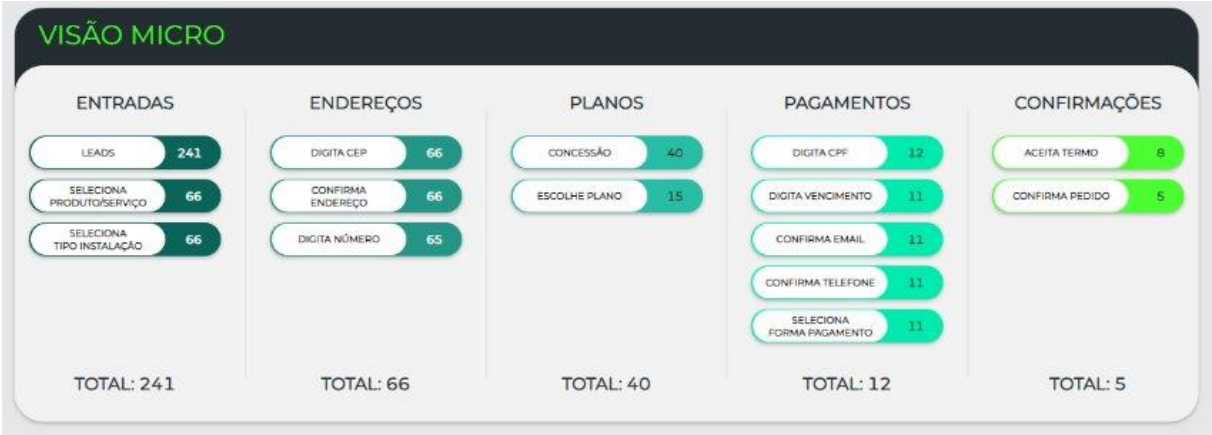 VISÃO MICRO
ENTRADAS
LEADS 241
SELECIONA
PRODUTO/SERVIÇO 66
SELECIONA
TIPO INSTALAÇÃO 66
TOTAL: 241
ENDEREÇOS
DIGITA CEP 66
CONFIRMA
ENDEREÇO 66
DIGITA NÚMERO 65
TOTAL: 66
PLANOS
CONCESSÃO 40
ESCOLHE PLANO 15
TOTAL: 40
PAGAMENTOS
DIGITA CPF 12
DIGITA VENCIMENTO 11
CONFIRMA EMAIL 11
CONFIRMA TELEFONE 11
SELECIONA
FORMA PAGAMENTO 11
TOTAL: 12
CONFIRMAÇÕES
ACEITA TERMO 8
CONFIRMA PEDIDO 5
TOTAL: 5